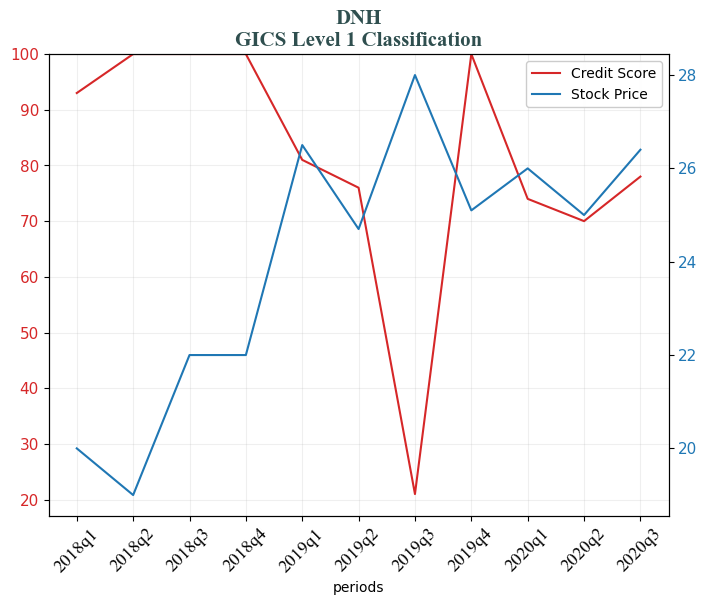 DNH
GICS Level 1 Classification
100
90
80
70
60
50
40
30
20
28
26
24
22
20
Credit Score
Stock Price
2018q1
2018q2
2018q3
2018q4
2019q1
2019q2
2019q3
2019q4
2020q1
2020q2
2020q3
periods